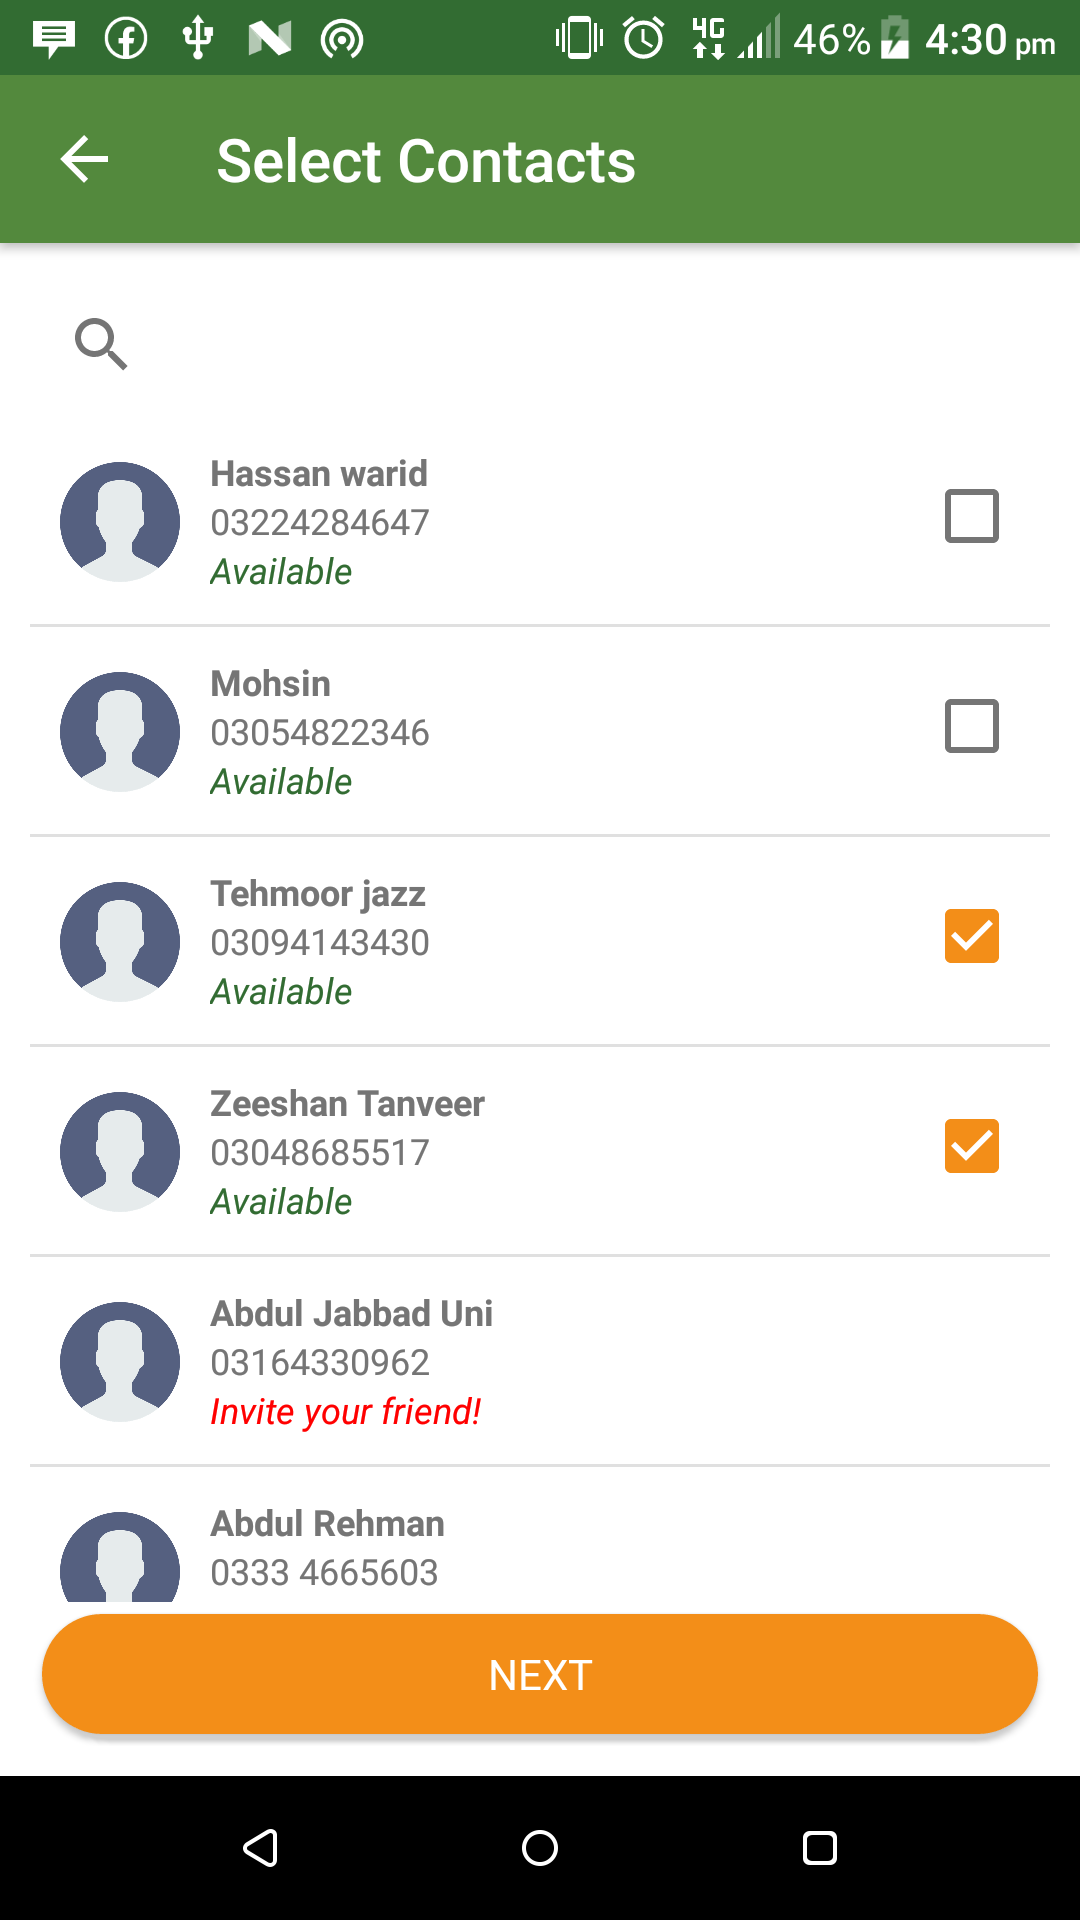 4G 46% 4:30 pm
Select Contacts
Hassan warid
03224284647
Available
Mohsin
03054822346
Available
Tehmoor jazz
03094143430
Available
Zeeshan Tanveer
03048685517
Available
Abdul Jabbad Uni
03164330962
Invite your friend!
Abdul Rehman
0333 4665603
NEXT